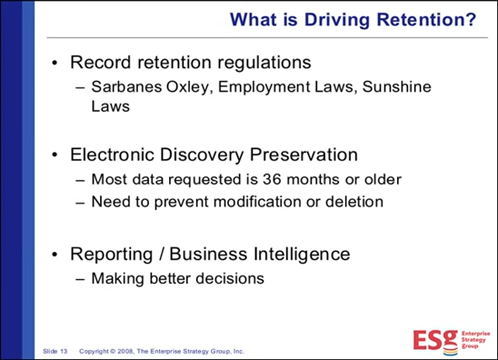 What is Driving Retention?
• Record retention regulations
– Sarbanes Oxley, Employment Laws, Sunshine
Laws
• Electronic Discovery Preservation
– Most data requested is 36 months or older
– Need to prevent modification or deletion
• Reporting / Business Intelligence
– Making better decisions
Slide 13 Copyright © 2008, The Enterprise Strategy Group, Inc.
ESg Enterprise
Strategy
Group